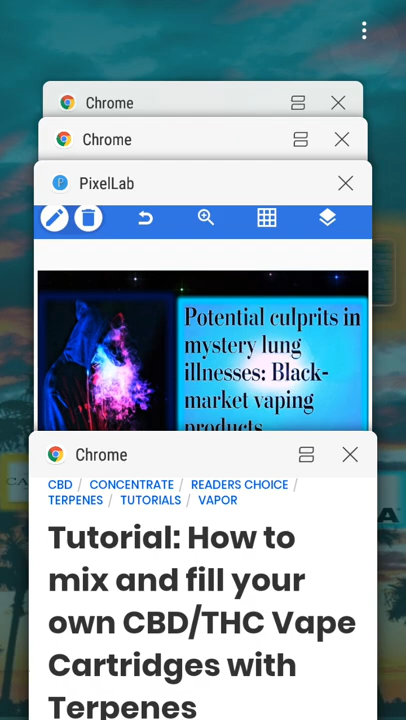 Chrome
Chrome
PixelLab
Potential culprits in
mystery lung
illnesses: Black-
market vaping
products
Chrome
CBD / CONCENTRATE / READERS CHOICE /
TERPENES / TUTORIALS / VAPOR
Tutorial: How to
mix and fill your
own CBD/THC Vape
Cartridges with
Terpenes